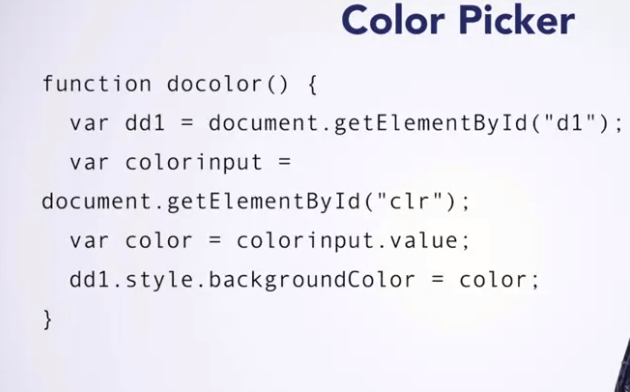 Color Picker
function docolor() {
  var dd1 = document.getElementById("d1");
  var colorinput =
document.getElementById("clr");
  var color = colorinput.value;
  dd1.style.backgroundColor = color;
}